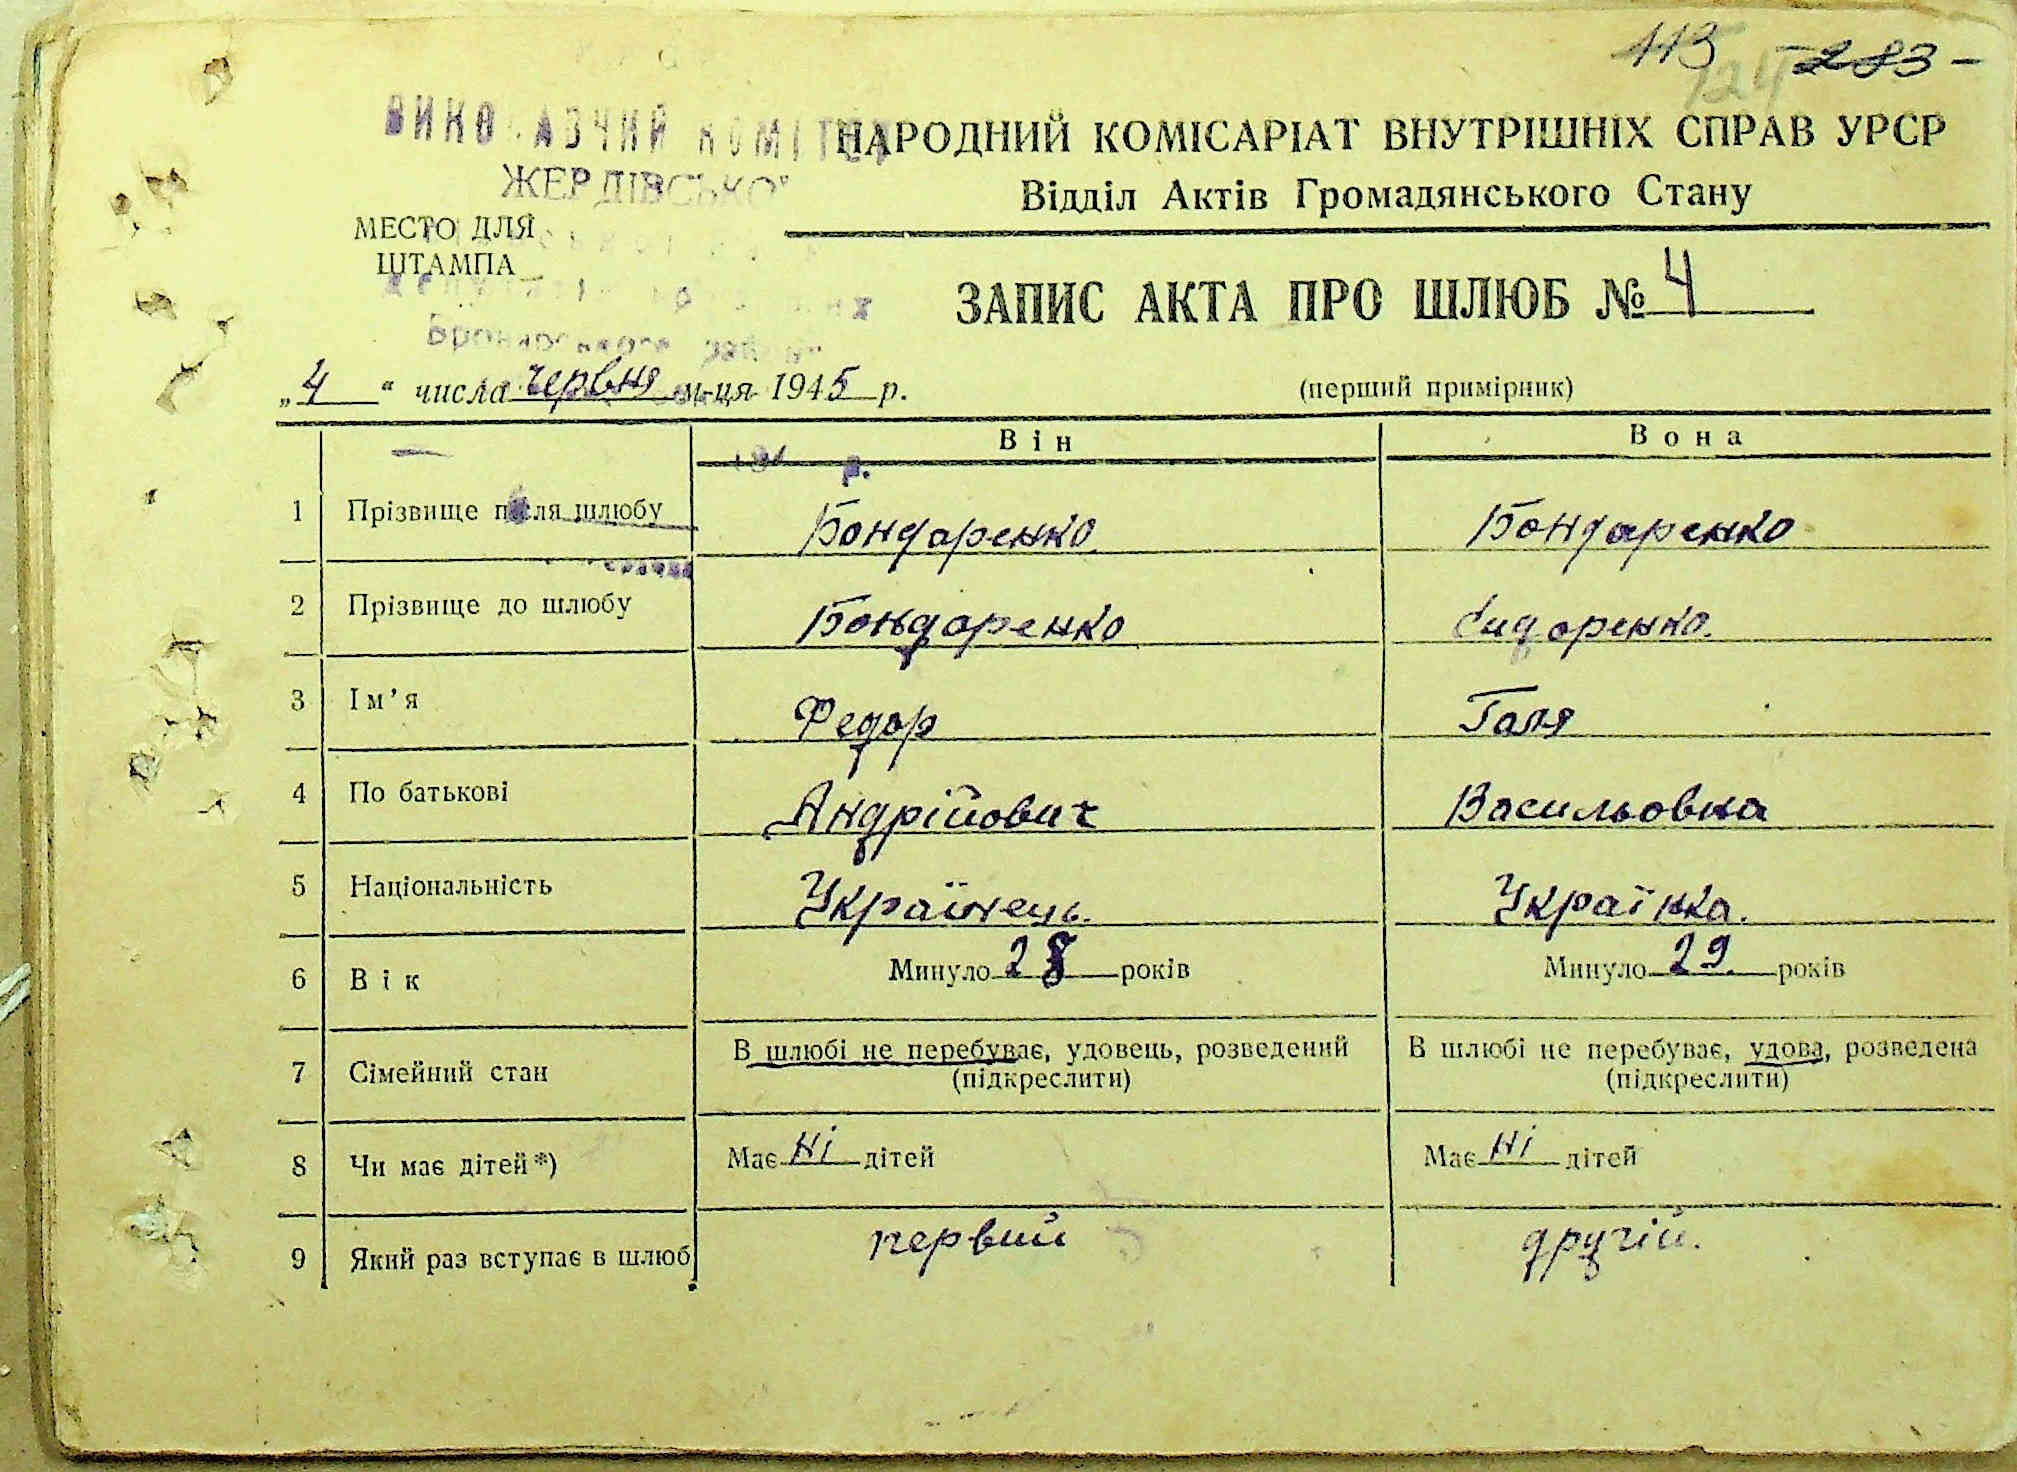 113 124 -283-
ВИКОНАВЧИЙ КОМІТЕТ
НАРОДНИЙ КОМІСАРІАТ ВНУТРІШНІХ СПРАВ УРСР
ЖЕРДІВСЬКО
Відділ Актів Громадянського Стану
МЕСТО ДЛЯ
ШТАМПА
ЗАПИС АКТА ПРО ШЛЮБ № 4
„4“ числа червня м-ця 1945 р.
(перший примірник)
Він Вона
1 Прізвище після шлюбу Бондаренко Бондаренко
2 Прізвище до шлюбу Бондаренко Сидоренко.
3 Ім'я Федор Галя
4 По батькові Андрійович Васильовна
5 Національність Українець. Українка.
6 Вік Минуло 28 років Минуло 29 років
7 Сімейний стан В шлюбі не перебуває, удовець, розведений (підкреслити) В шлюбі не перебуває, удова, розведена (підкреслити)
8 Чи має дітей*) Має ні дітей Має ні дітей
9 Який раз вступає в шлюб первий другій.